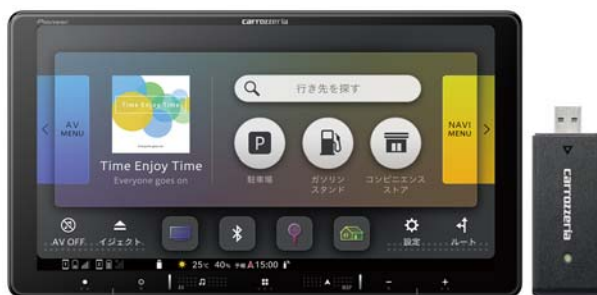 Pioneer
carrozzeria
AV
MENU
Time Enjoy Time
行き先を探す
NAVI
MENU
P
Time Enjoy Time
Everyone goes on
駐車場
ガソリン
スタンド
コンビニエンス
ストア
AV OFF
イジェクト
設定
ルート
25℃ 40%
15:00
AV
MAP
carrozzeria